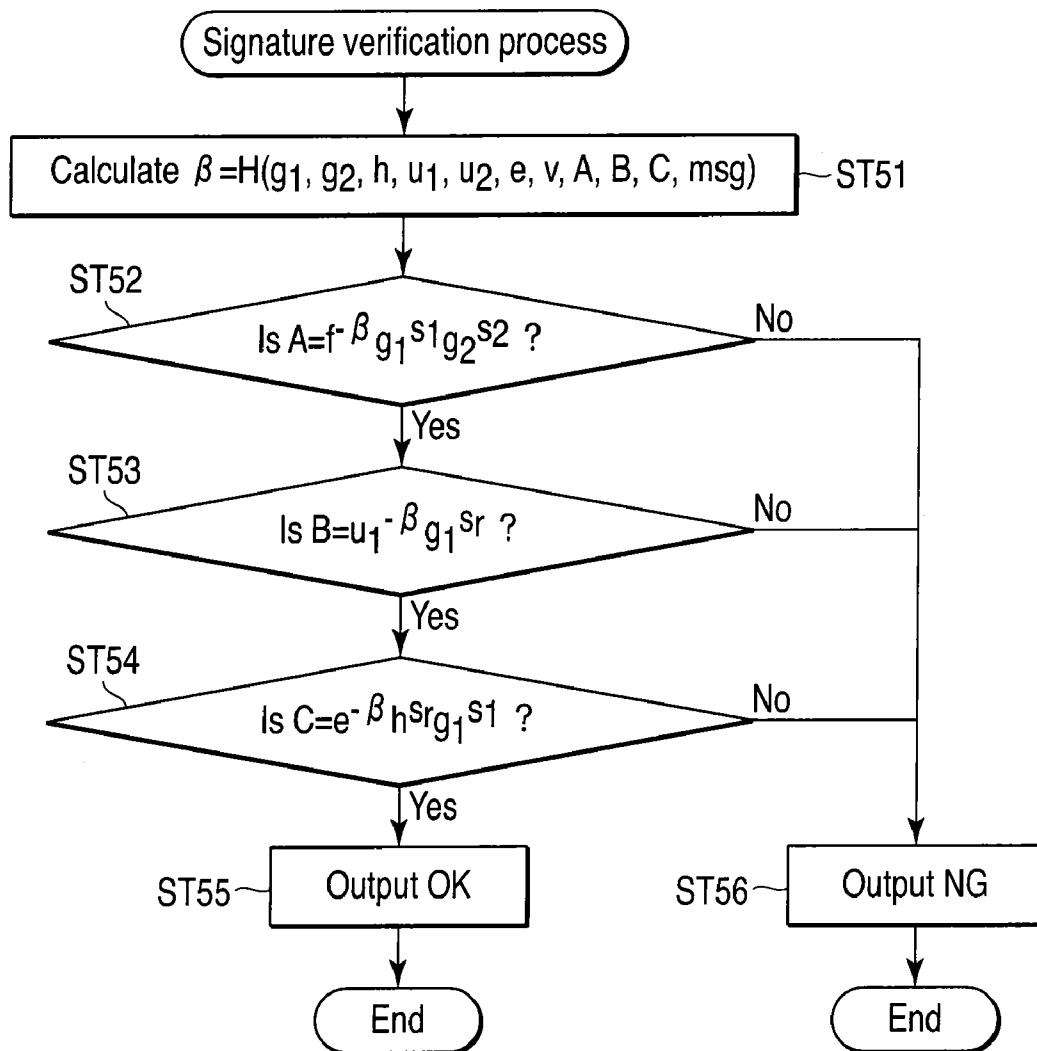 Signature verification process
Calculate β=H(g₁, g₂, h, u₁, u₂, e, v, A, B, C, msg)
ST51
ST52
Is A=f⁻ᵝg₁ˢ¹g₂ˢ² ?
No
Yes
ST53
Is B=u₁⁻ᵝg₁ˢʳ ?
No
Yes
ST54
Is C=e⁻ᵝhˢʳg₁ˢ¹ ?
No
Yes
ST55
Output OK
ST56
Output NG
End
End